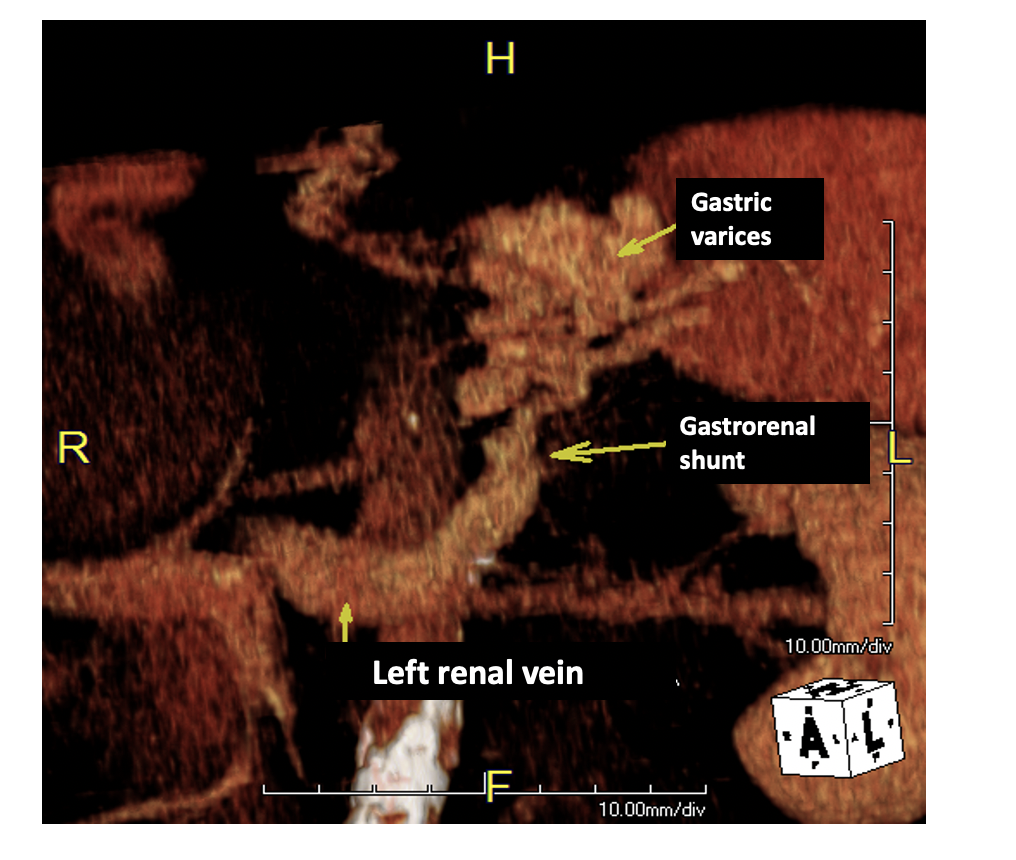 H
Gastric
varices
R
Gastrorenal
shunt
L
10.00mm/div
Left renal vein
A L
F
10.00mm/div